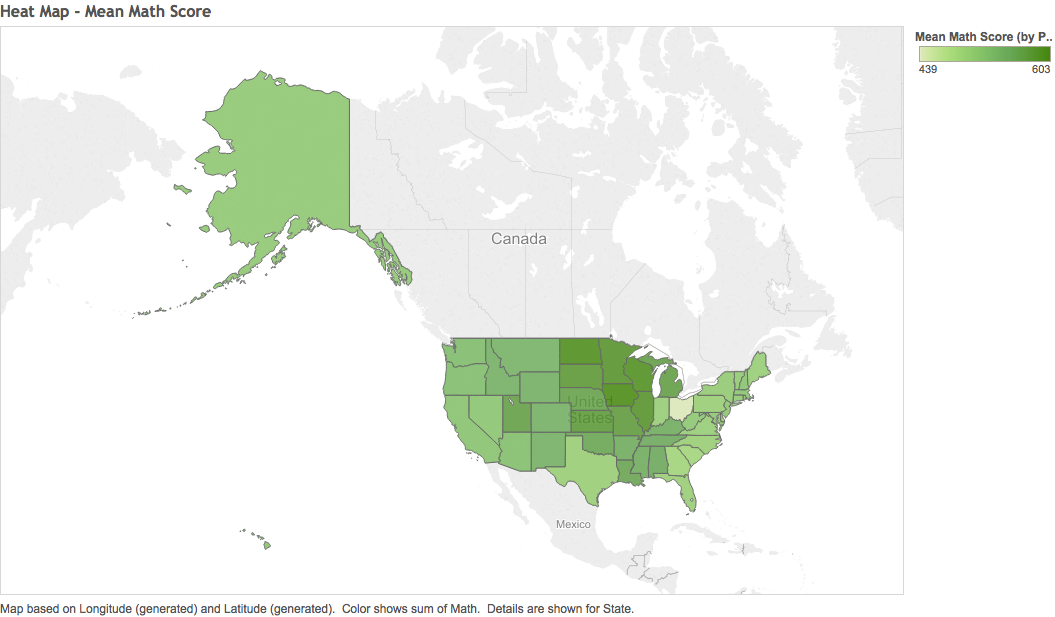 Heat Map - Mean Math Score
Mean Math Score (by P..
439 603
Canada
United
States
Mexico
Map based on Longitude (generated) and Latitude (generated).  Color shows sum of Math.  Details are shown for State.